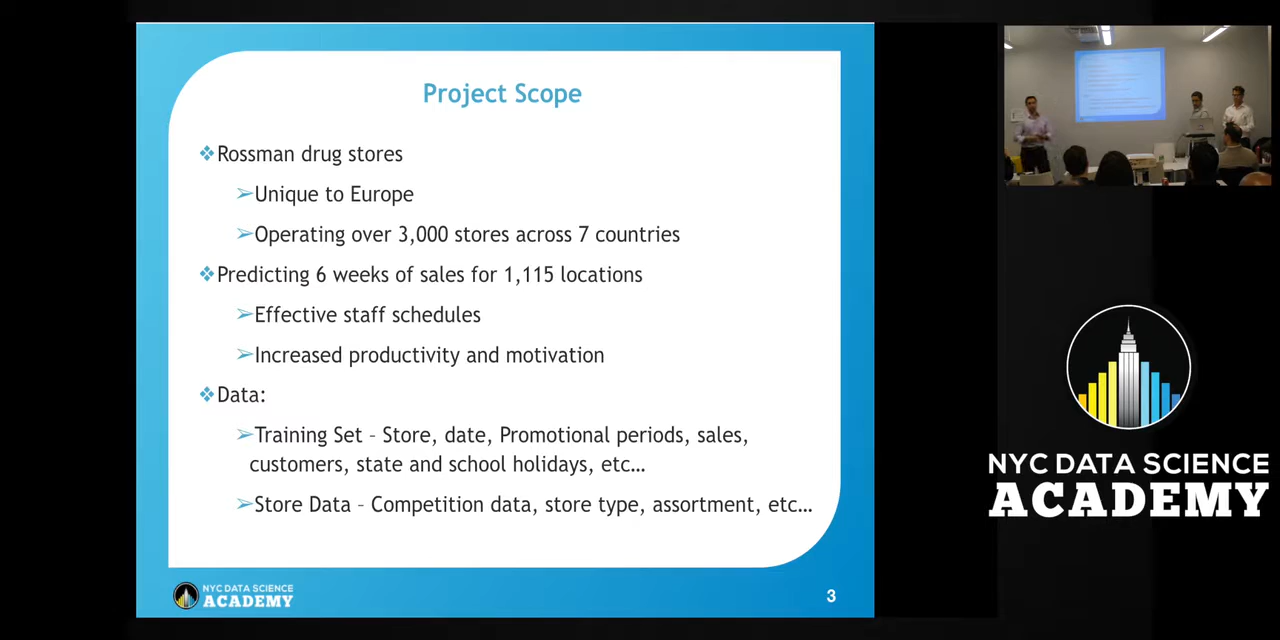 Project Scope
❖Rossman drug stores
➢Unique to Europe
➢Operating over 3,000 stores across 7 countries
❖Predicting 6 weeks of sales for 1,115 locations
➢Effective staff schedules
➢Increased productivity and motivation
❖Data:
➢Training Set – Store, date, Promotional periods, sales,
customers, state and school holidays, etc…
➢Store Data – Competition data, store type, assortment, etc…
NYC DATA SCIENCE
ACADEMY
3
NYC DATA SCIENCE
ACADEMY